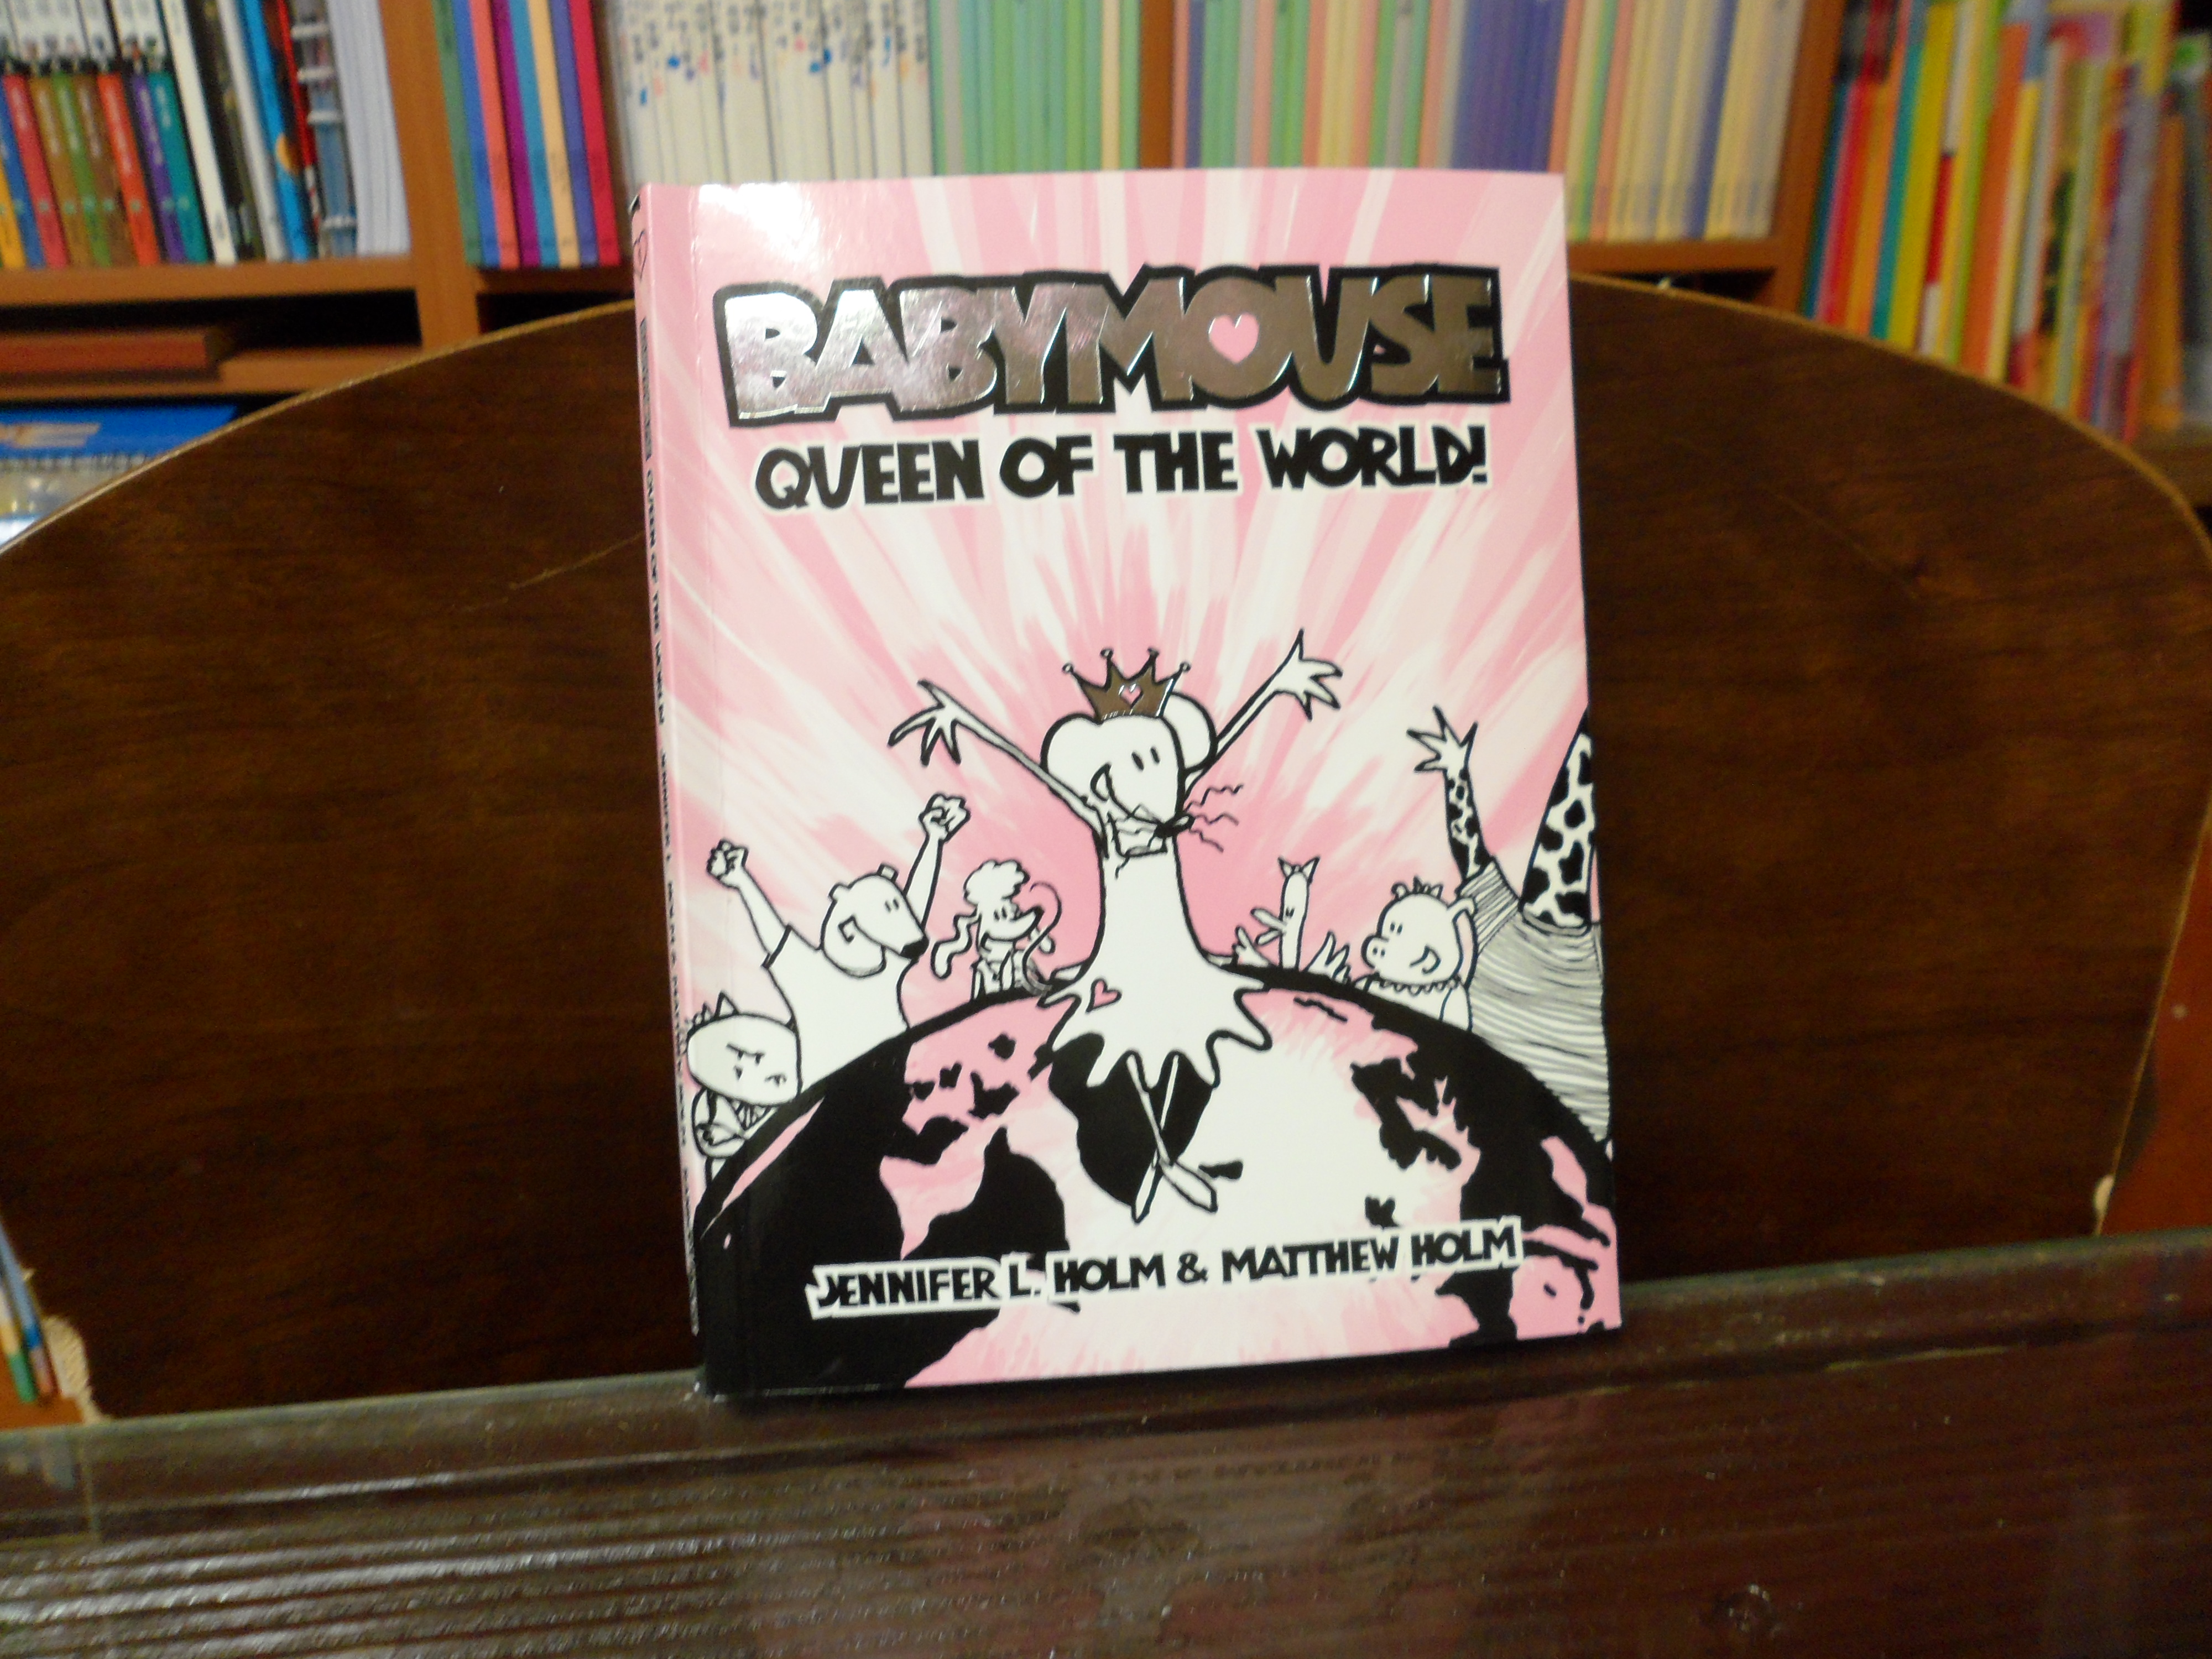 BABYMOUSE
QUEEN OF THE WORLD!
JENNIFER L. HOLM & MATTHEW HOLM